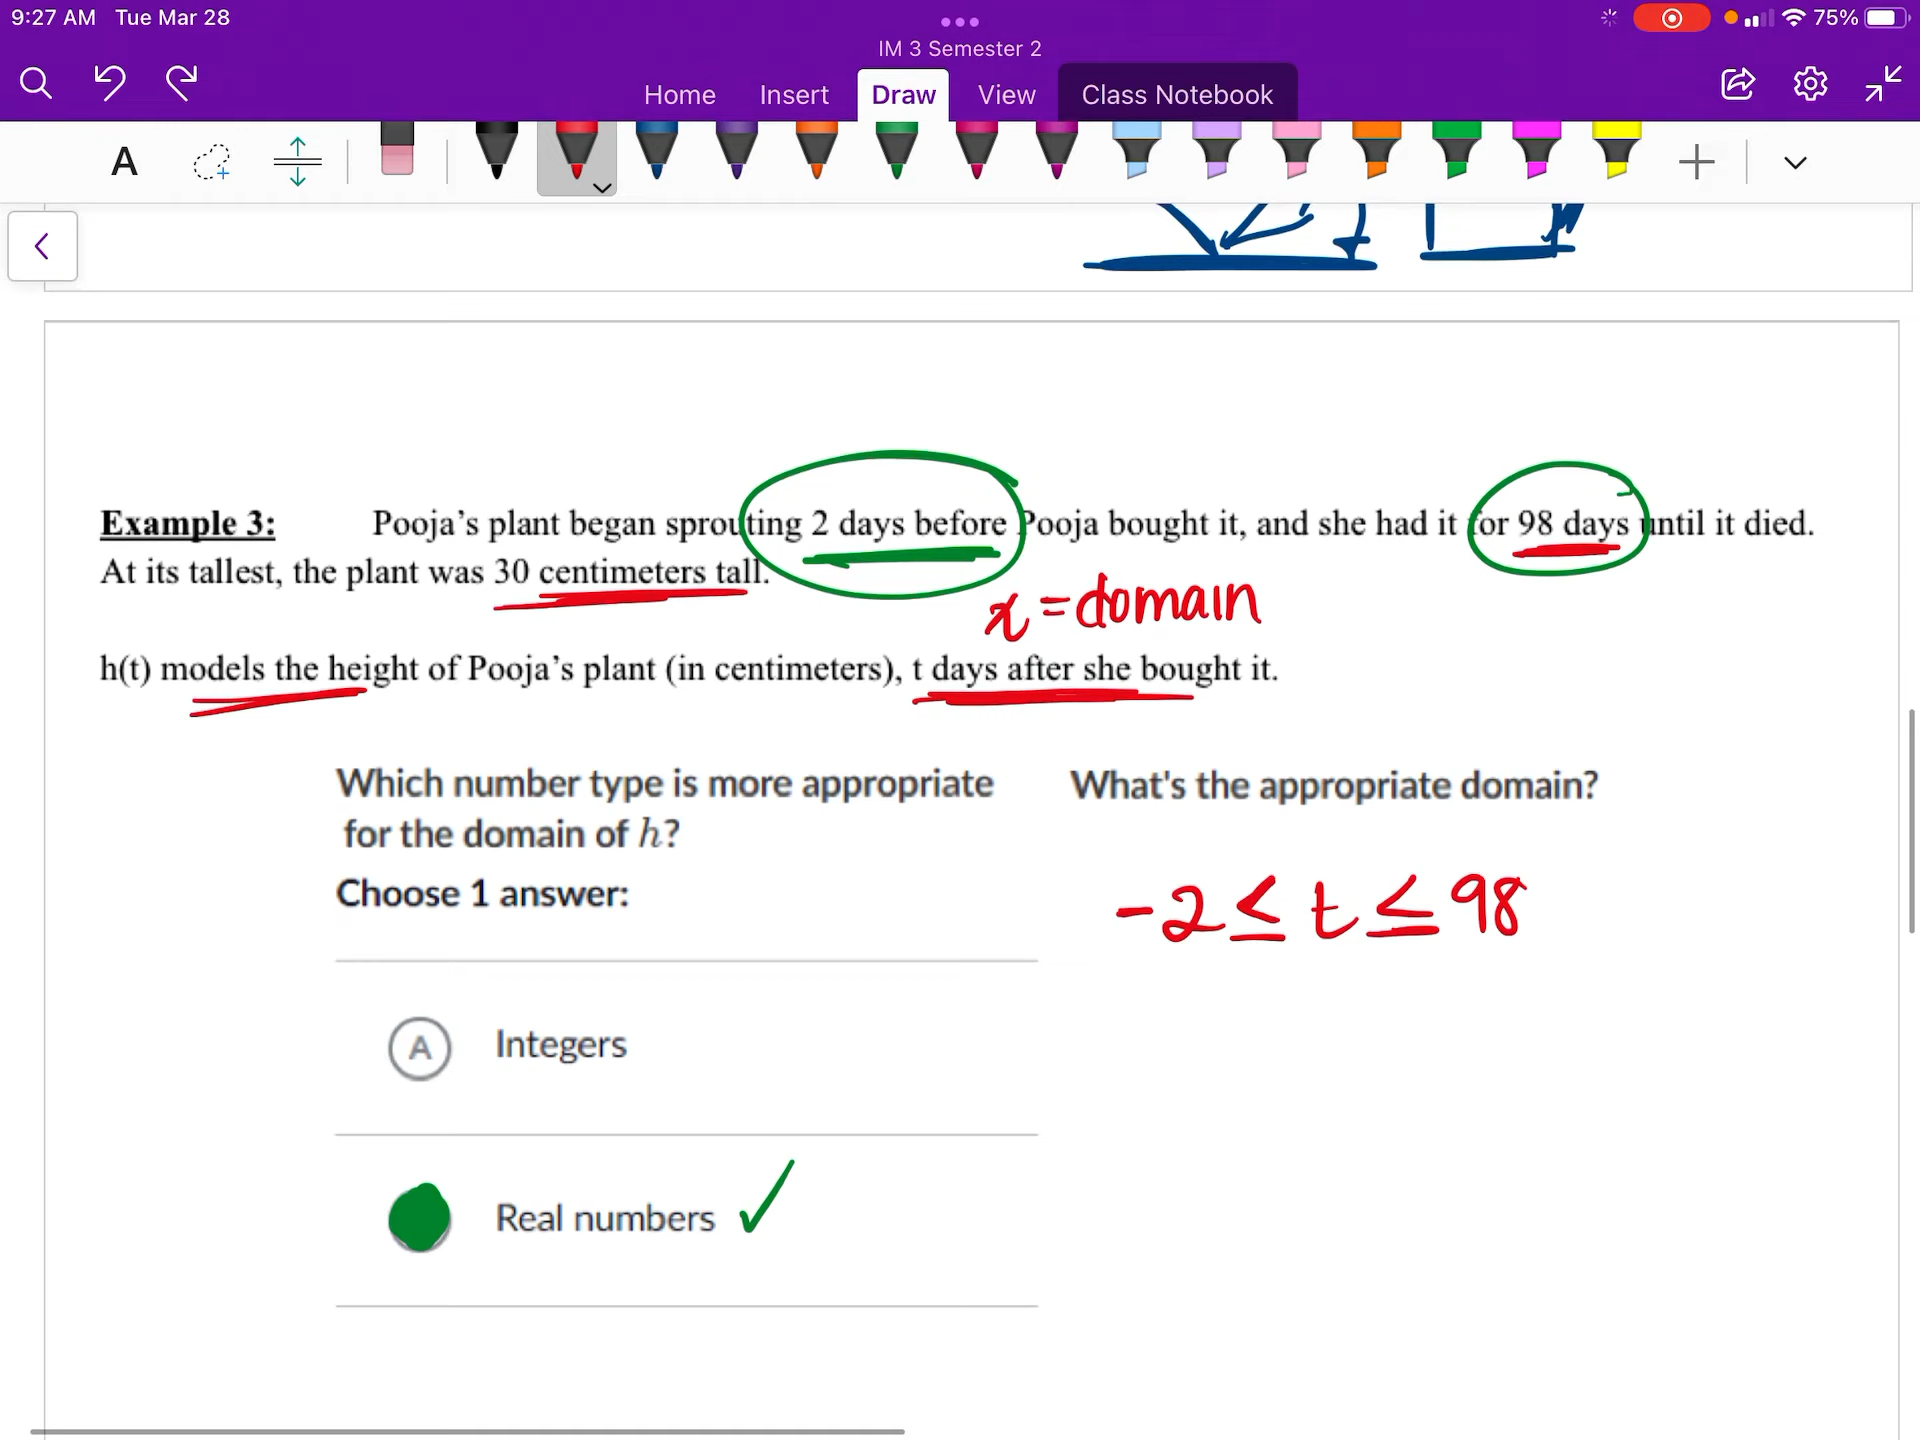 9:27 AM Tue Mar 28
75%
IM 3 Semester 2
Home Insert Draw View Class Notebook
A
Example 3: Pooja’s plant began sprouting 2 days before Pooja bought it, and she had it for 98 days until it died.
At its tallest, the plant was 30 centimeters tall.
x = domain
h(t) models the height of Pooja’s plant (in centimeters), t days after she bought it.
Which number type is more appropriate
for the domain of h?
Choose 1 answer:
A Integers
Real numbers
What's the appropriate domain?
-2 ≤ t ≤ 98